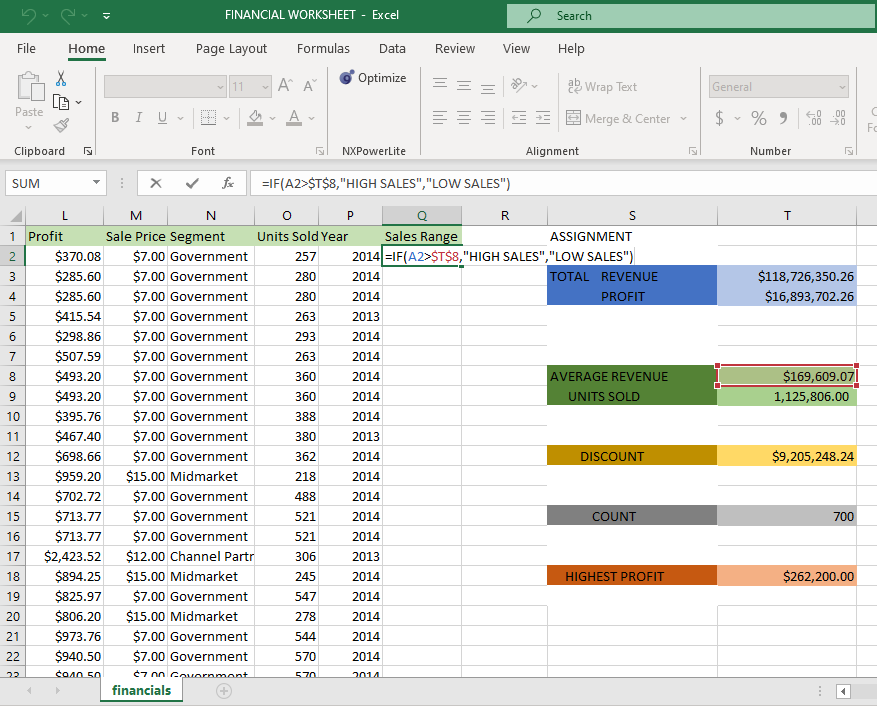 FINANCIAL WORKSHEET - Excel
Search
File Home Insert Page Layout Formulas Data Review View Help
11 A A Optimize ab Wrap Text General
Paste B I U A Merge & Center $ % 9
Clipboard Font NXPowerLite Alignment Number
SUM fx =IF(A2>$T$8,"HIGH SALES","LOW SALES")
L M N O P Q R S T
1 Profit Sale Price Segment Units Sold Year Sales Range ASSIGNMENT
2 $370.08 $7.00 Government 257 2014 =IF(A2>$T$8,"HIGH SALES","LOW SALES")
3 $285.60 $7.00 Government 280 2014 TOTAL REVENUE $118,726,350.26
4 $285.60 $7.00 Government 280 2014 PROFIT $16,893,702.26
5 $415.54 $7.00 Government 263 2013
6 $298.86 $7.00 Government 293 2014
7 $507.59 $7.00 Government 263 2014
8 $493.20 $7.00 Government 360 2014 AVERAGE REVENUE $169,609.07
9 $493.20 $7.00 Government 360 2014 UNITS SOLD 1,125,806.00
10 $395.76 $7.00 Government 388 2014
11 $467.40 $7.00 Government 380 2013
12 $698.66 $7.00 Government 362 2014 DISCOUNT $9,205,248.24
13 $959.20 $15.00 Midmarket 218 2014
14 $702.72 $7.00 Government 488 2014
15 $713.77 $7.00 Government 521 2014 COUNT 700
16 $713.77 $7.00 Government 521 2014
17 $2,423.52 $12.00 Channel Partr 306 2013
18 $894.25 $15.00 Midmarket 245 2014 HIGHEST PROFIT $262,200.00
19 $825.97 $7.00 Government 547 2014
20 $806.20 $15.00 Midmarket 278 2014
21 $973.76 $7.00 Government 544 2014
22 $940.50 $7.00 Government 570 2014
23 $940.50 $7.00 Government 570 2014
financials